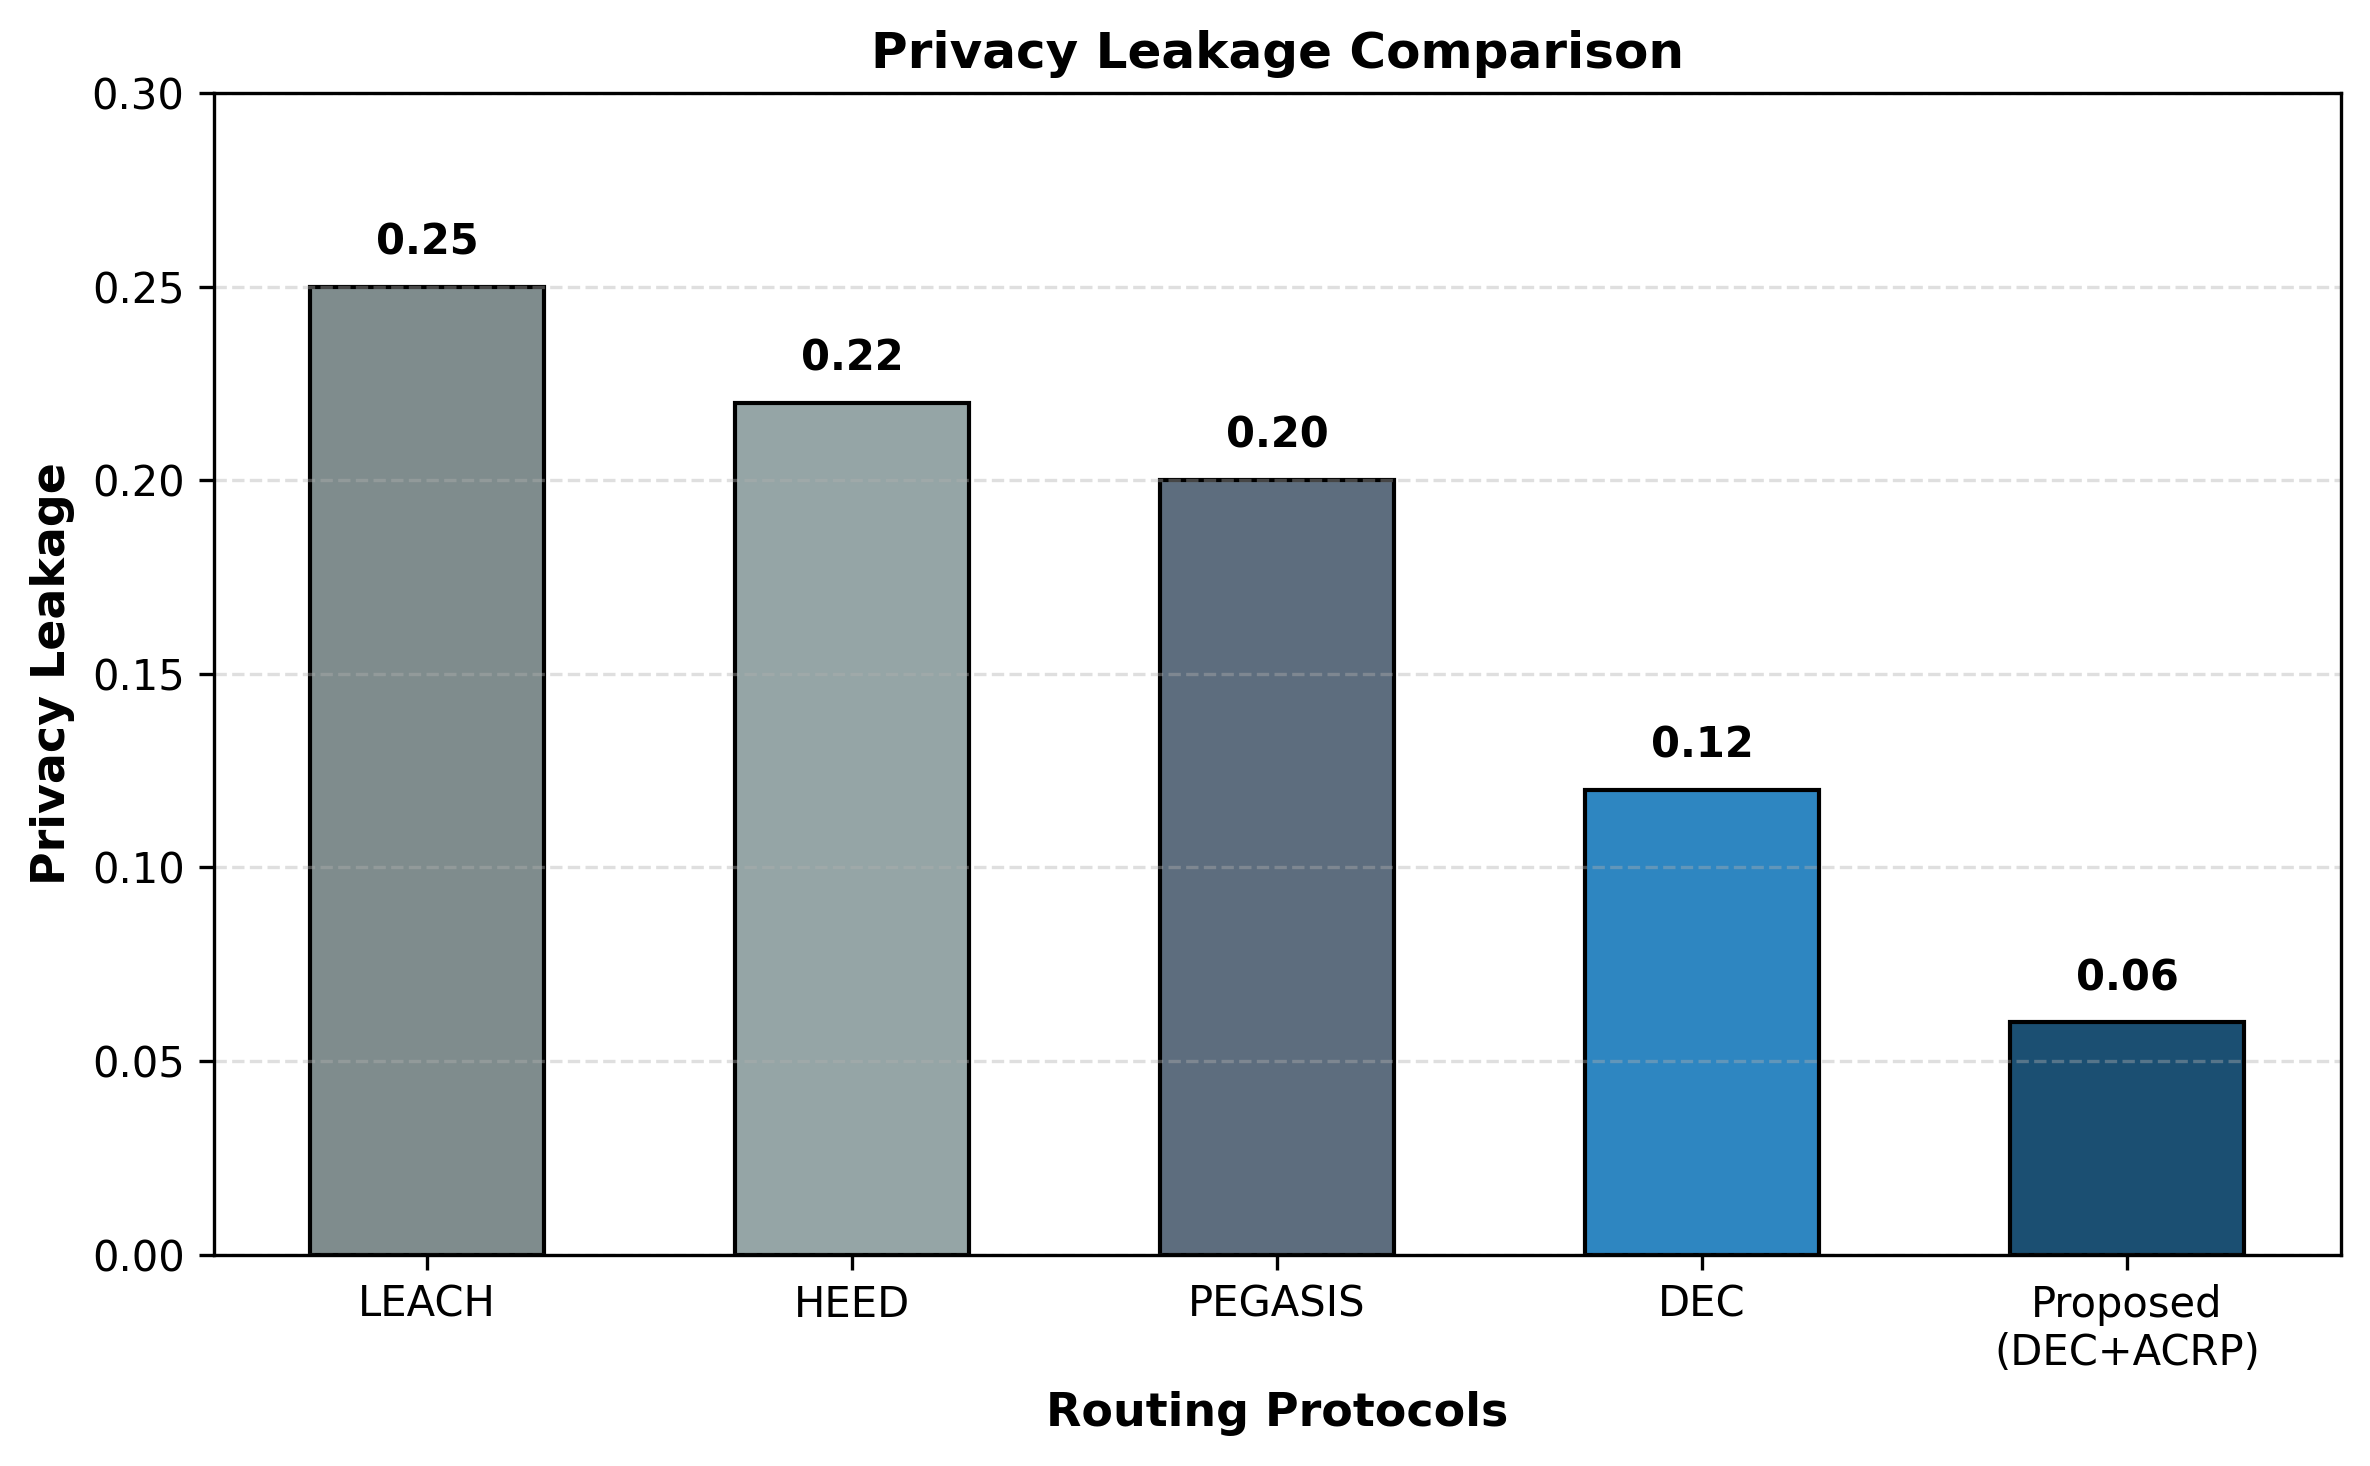 Privacy Leakage Comparison
0.30
0.25
0.20
0.15
0.10
0.05
0.00
Privacy Leakage
0.25
0.22
0.20
0.12
0.06
LEACH
HEED
PEGASIS
DEC
Proposed
(DEC+ACRP)
Routing Protocols